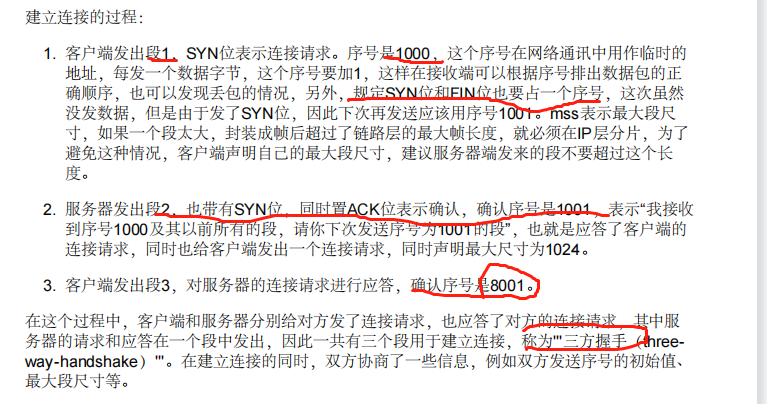 建立连接的过程：
1. 客户端发出段1，SYN位表示连接请求。序号是1000，这个序号在网络通讯中用作临时的
地址，每发一个数据字节，这个序号要加1，这样在接收端可以根据序号排出数据包的正
确顺序，也可以发现丢包的情况，另外，规定SYN位和FIN位也要占一个序号，这次虽然
没发数据，但是由于发了SYN位，因此下次再发送应该用序号1001。mss表示最大段尺
寸，如果一个段太大，封装成帧后超过了链路层的最大帧长度，就必须在IP层分片，为了
避免这种情况，客户端声明自己的最大段尺寸，建议服务器端发来的段不要超过这个长
度。
2. 服务器发出段2，也带有SYN位，同时置ACK位表示确认，确认序号是1001，表示“我接收
到序号1000及其以前所有的段，请你下次发送序号为1001的段”，也就是应答了客户端的
连接请求，同时也给客户端发出一个连接请求，同时声明最大尺寸为1024。
3. 客户端发出段3，对服务器的连接请求进行应答，确认序号是8001。
在这个过程中，客户端和服务器分别给对方发了连接请求，也应答了对方的连接请求，其中服
务器的请求和应答在一个段中发出，因此一共有三个段用于建立连接，称为'''三方握手（three-
way-handshake）'''。在建立连接的同时，双方协商了一些信息，例如双方发送序号的初始值、
最大段尺寸等。